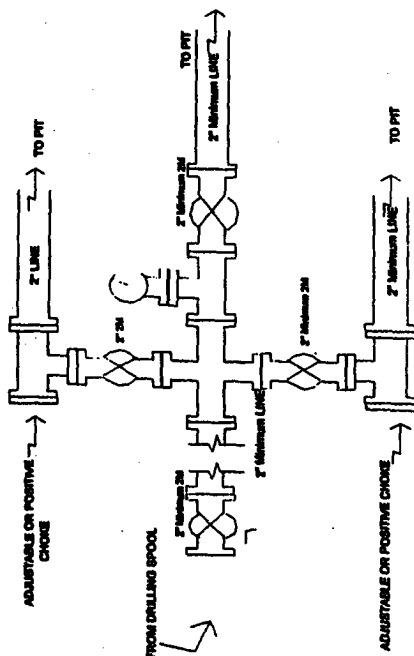 ADJUSTABLE OR POSITIVE
CHOKE
2" LINE
TO PIT
2" 2M
FROM DRILLING SPOOL
2" Minimum 2M
2" Minimum LINE
2" Minimum 2M
TO PIT
2" Minimum LINE
2" Minimum 2M
ADJUSTABLE OR POSITIVE
CHOKE
2" Minimum LINE
TO PIT